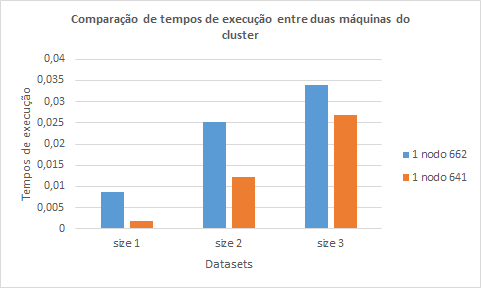 Comparação de tempos de execução entre duas máquinas do
cluster
Tempos de execução
0,04
0,035
0,03
0,025
0,02
0,015
0,01
0,005
0
size 1
size 2
size 3
Datasets
1 nodo 662
1 nodo 641